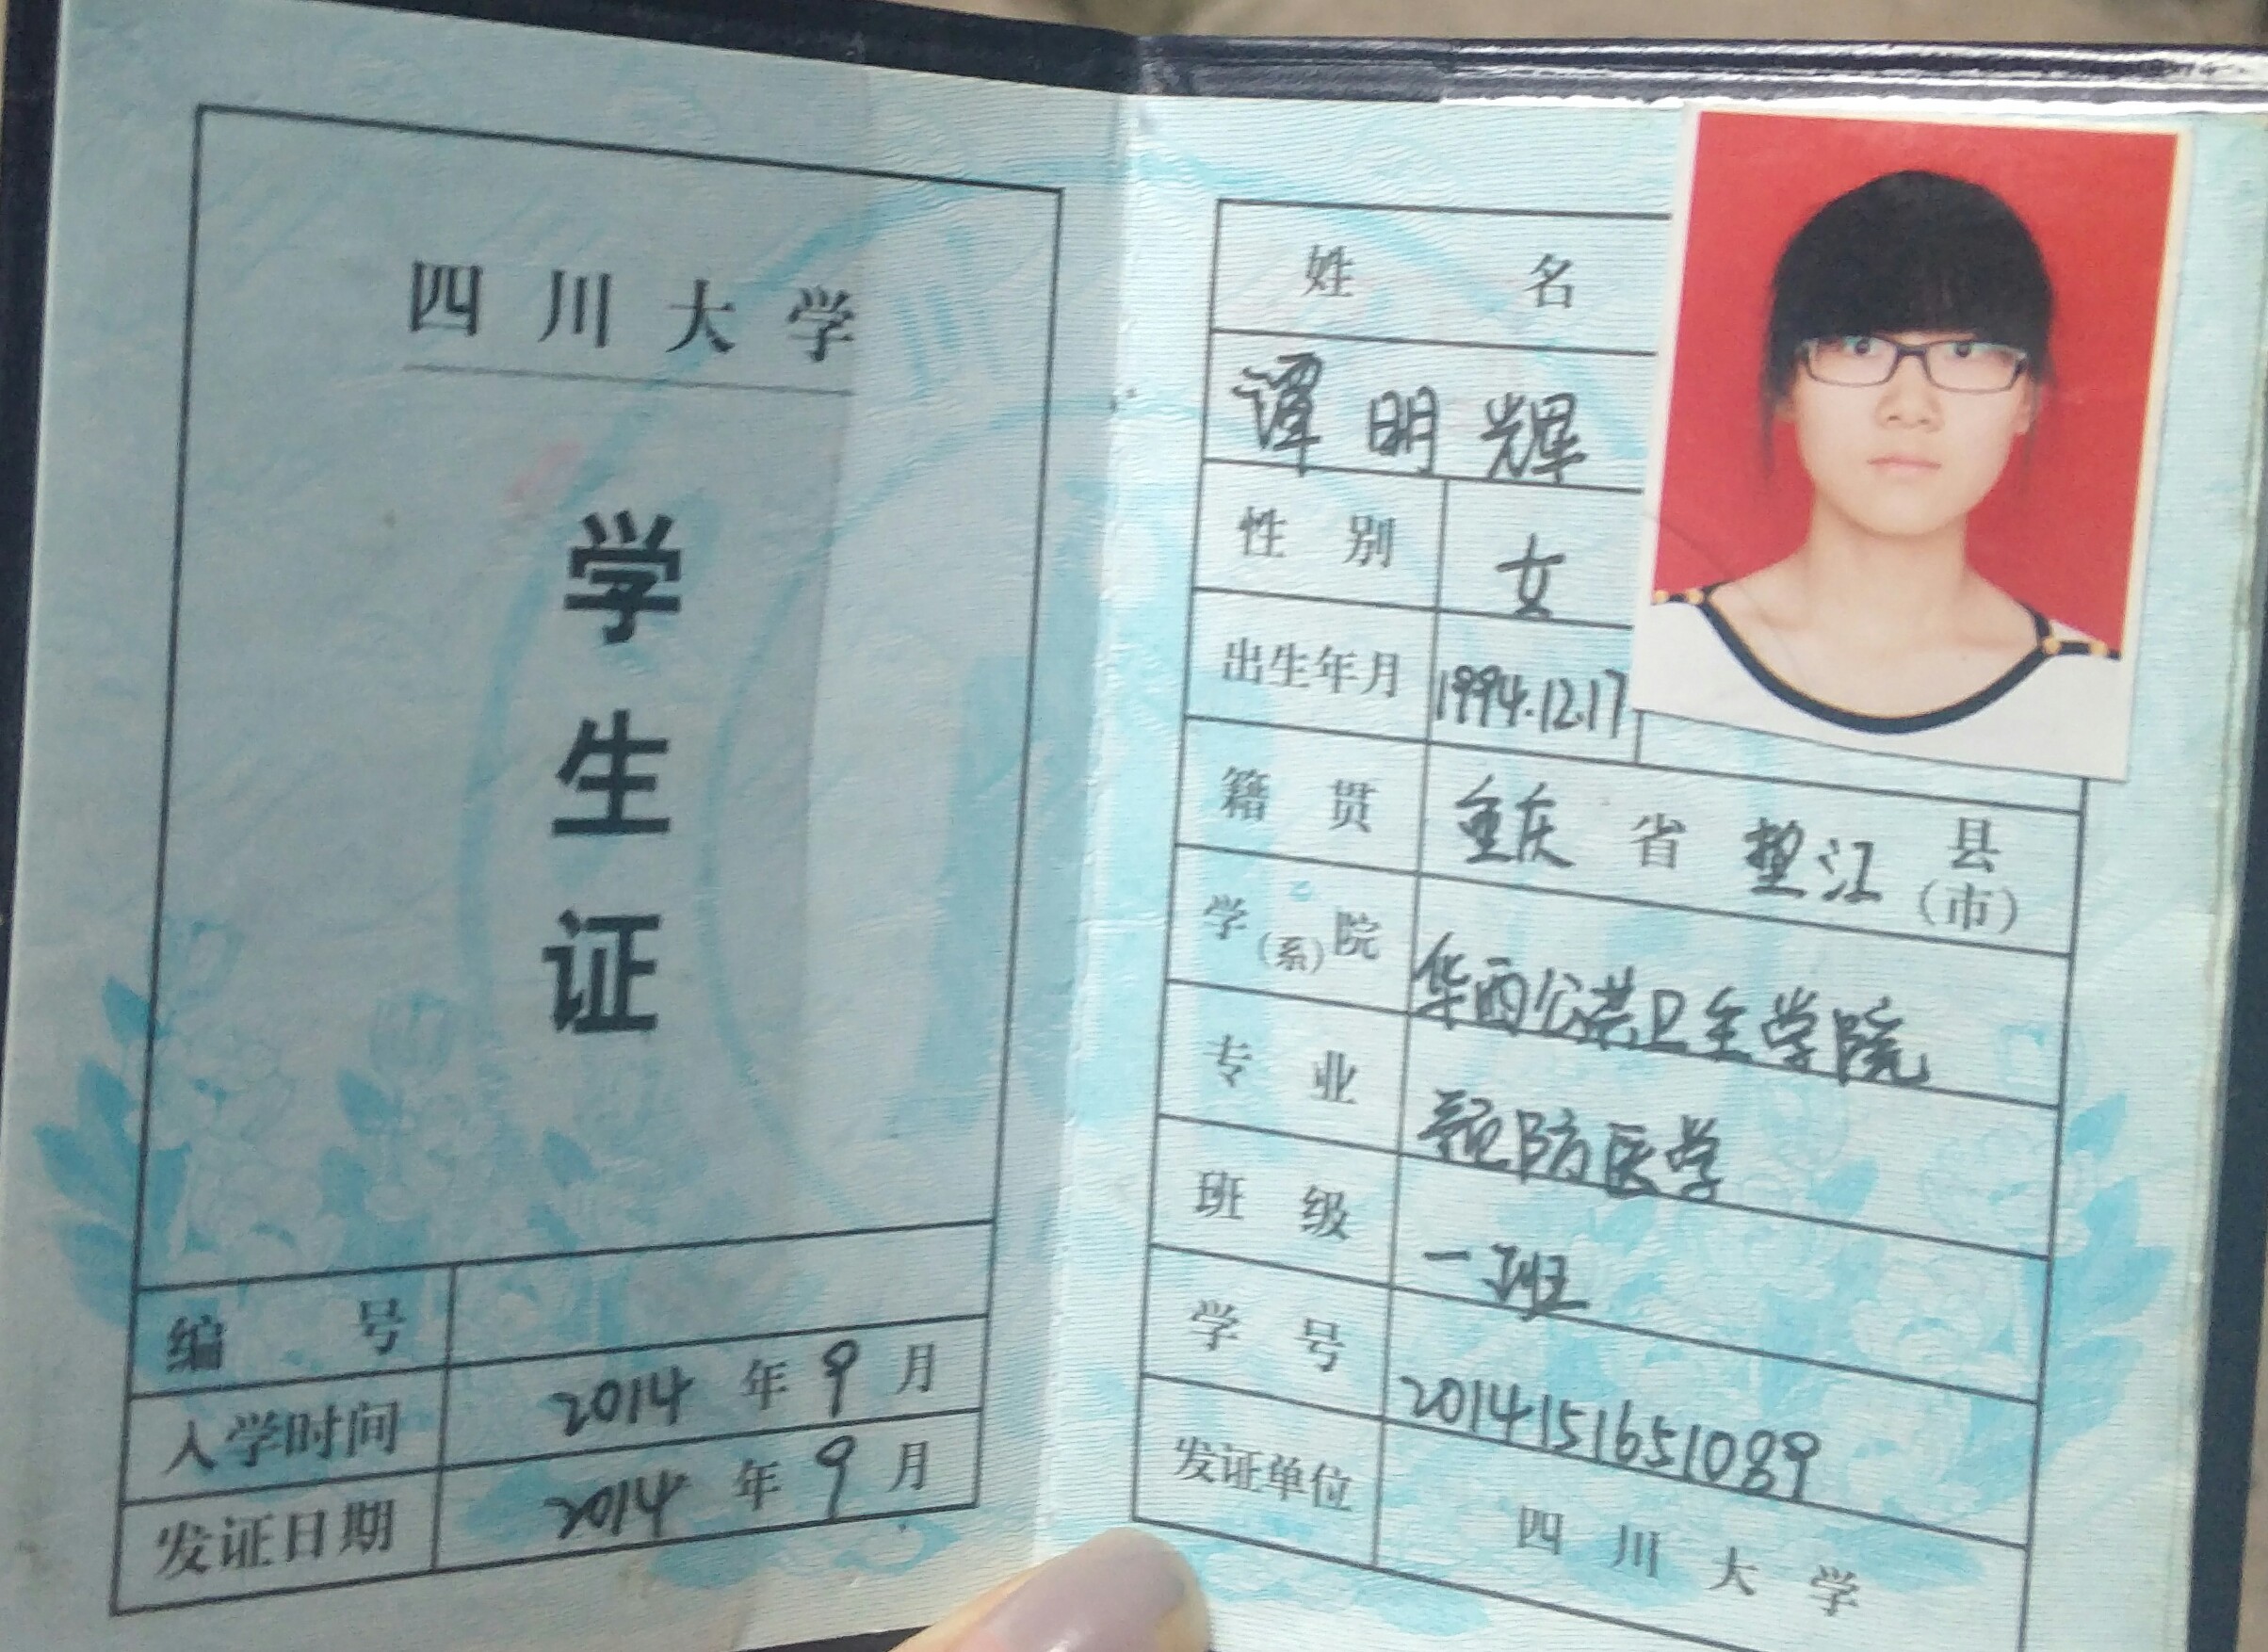 四川大学
学
生
证
编 号
入学时间 2014 年 9 月
发证日期 2014 年 9 月
姓 名
谭明辉
性 别 女
出生年月 1994.12.17
籍 贯 重庆 省 垫江 县(市)
学(系)院 华西公共卫生学院
专 业 预防医学
班 级 一班
学 号 2014151651089
发证单位 四川大学